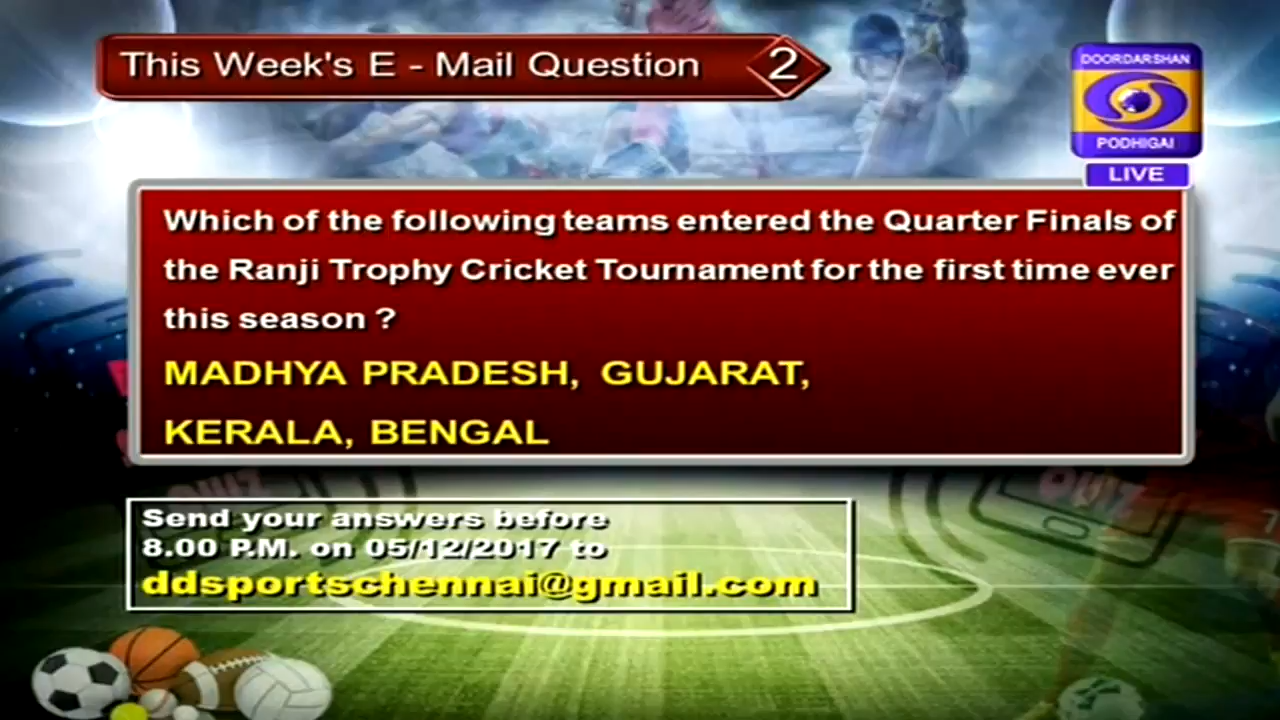 This Week's E - Mail Question 2
DOORDARSHAN
PODHIGAI
LIVE
Which of the following teams entered the Quarter Finals of
the Ranji Trophy Cricket Tournament for the first time ever
this season ?
MADHYA PRADESH, GUJARAT,
KERALA, BENGAL
QUIZ
QUIZ
Send your answers before
8.00 P.M. on 05/12/2017 to
ddsportschennai@gmail.com